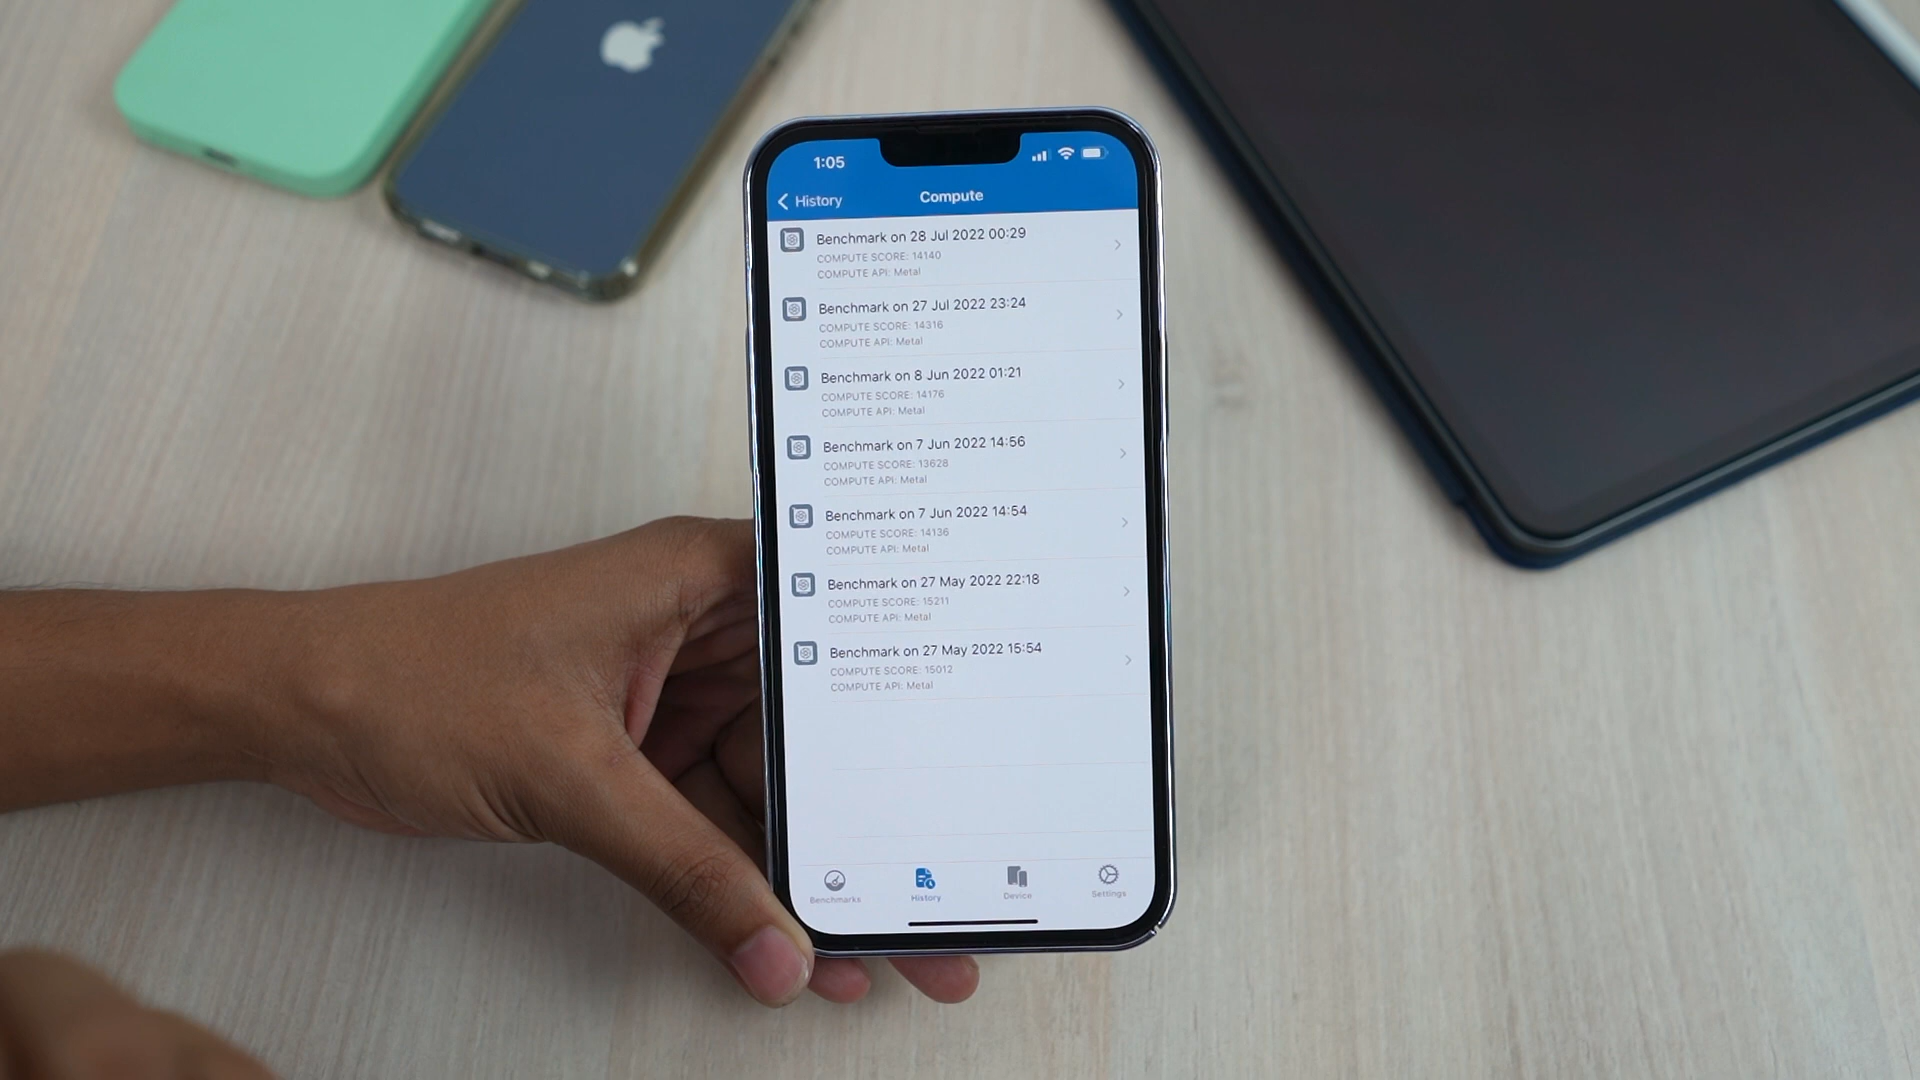 1:05
History
Compute
Benchmark on 28 Jul 2022 00:29
COMPUTE SCORE: 14140
COMPUTE API: Metal
Benchmark on 27 Jul 2022 23:24
COMPUTE SCORE: 14316
COMPUTE API: Metal
Benchmark on 8 Jun 2022 01:21
COMPUTE SCORE: 14176
COMPUTE API: Metal
Benchmark on 7 Jun 2022 14:56
COMPUTE SCORE: 13628
COMPUTE API: Metal
Benchmark on 7 Jun 2022 14:54
COMPUTE SCORE: 14136
COMPUTE API: Metal
Benchmark on 27 May 2022 22:18
COMPUTE SCORE: 15211
COMPUTE API: Metal
Benchmark on 27 May 2022 15:54
COMPUTE SCORE: 15012
COMPUTE API: Metal
Benchmarks
History
Device
Settings